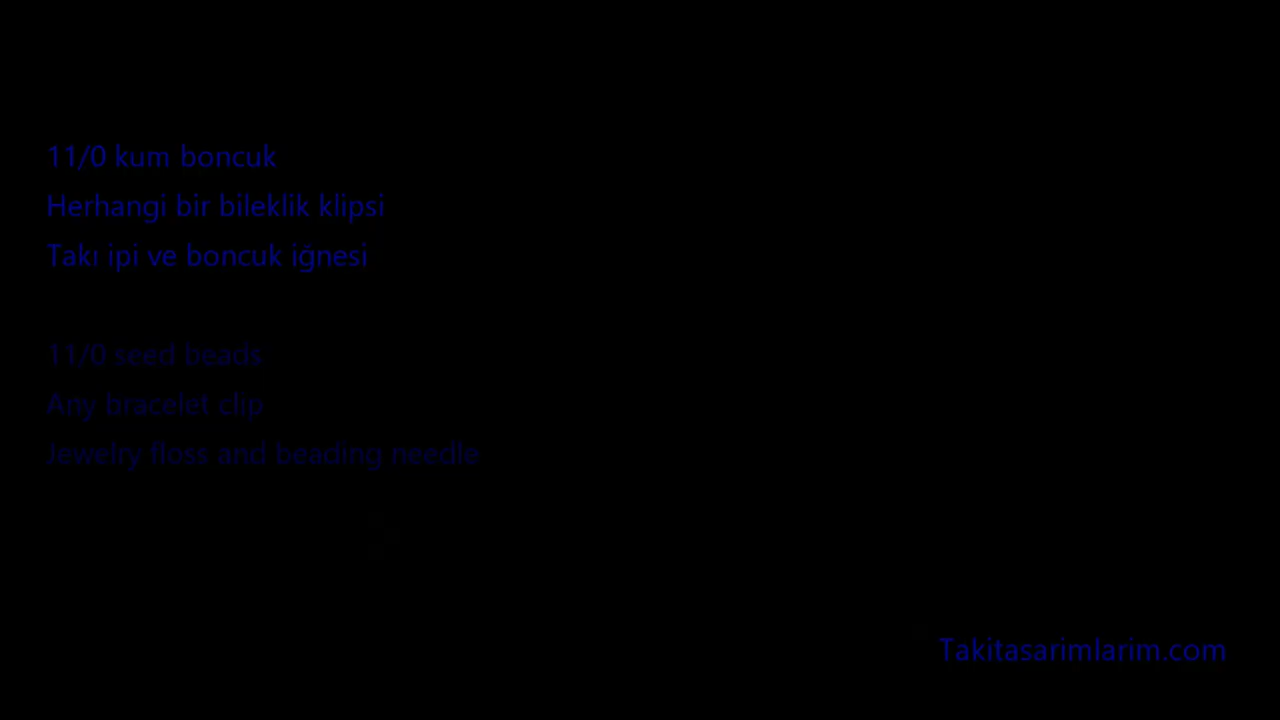 11/0 kum boncuk
Herhangi bir bileklik klipsi
Takı ipi ve boncuk iğnesi
11/0 seed beads
Any bracelet clip
Jewelry floss and beading needle
Takitasarimlarim.com